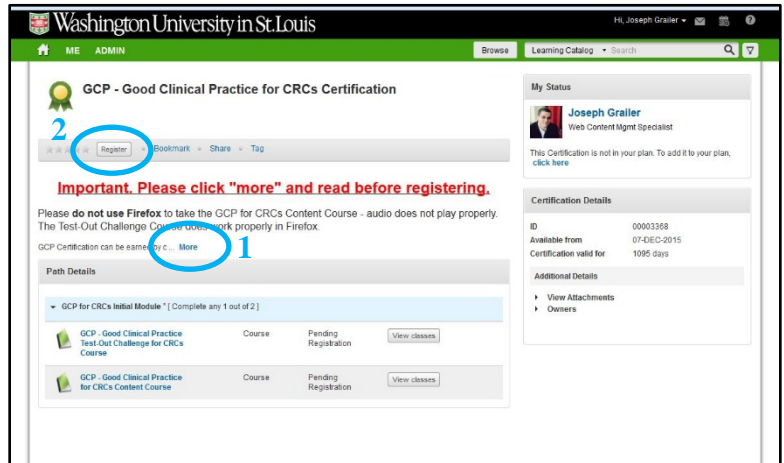 Washington University in St.Louis
Hi, Joseph Grailer
ME ADMIN Browse Learning Catalog Search
GCP - Good Clinical Practice for CRCs Certification
2
Register Bookmark Share Tag
Important. Please click "more" and read before registering.
Please do not use Firefox to take the GCP for CRCs Content Course - audio does not play properly.
The Test-Out Challenge Course does work properly in Firefox.
GCP Certification can be earned by c... More
1
Path Details
GCP for CRCs Initial Module * [ Complete any 1 out of 2 ]
GCP - Good Clinical Practice Test-Out Challenge for CRCs Course
Course
Pending Registration
View classes
GCP - Good Clinical Practice for CRCs Content Course
Course
Pending Registration
View classes
My Status
Joseph Grailer
Web Content Mgmt Specialist
This Certification is not in your plan. To add it to your plan,
click here
Certification Details
ID 00003368
Available from 07-DEC-2015
Certification valid for 1095 days
Additional Details
View Attachments
Owners